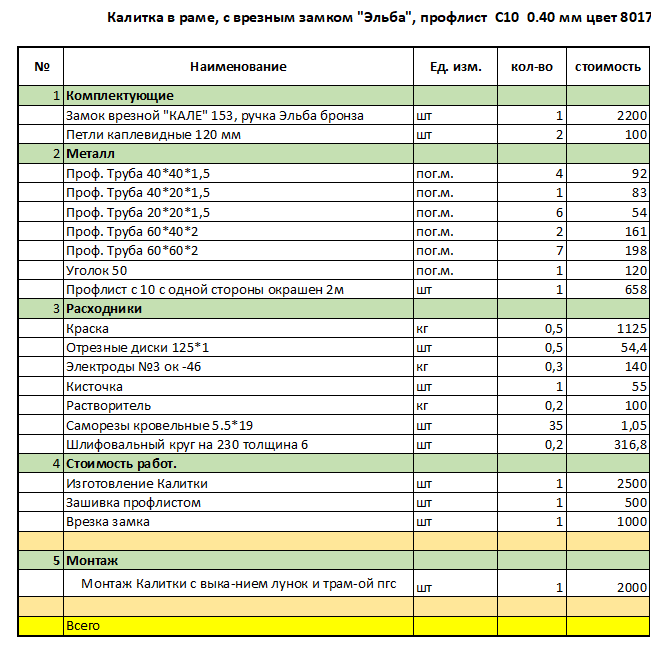 Калитка в раме, с врезным замком "Эльба", профлист С10 0.40 мм цвет 8017
№ Наименование Ед. изм. кол-во стоимость
1 Комплектующие
Замок врезной "КАЛЕ" 153, ручка Эльба бронза шт 1 2200
Петли каплевидные 120 мм шт 2 100
2 Металл
Проф. Труба 40*40*1,5 пог.м. 4 92
Проф. Труба 40*20*1,5 пог.м. 1 83
Проф. Труба 20*20*1,5 пог.м. 6 54
Проф. Труба 60*40*2 пог.м. 2 161
Проф. Труба 60*60*2 пог.м. 7 198
Уголок 50 пог.м. 1 120
Профлист с 10 с одной стороны окрашен 2м шт 1 658
3 Расходники
Краска кг 0,5 1125
Отрезные диски 125*1 шт 0,5 54,4
Электроды №3 ок -46 кг 0,3 140
Кисточка шт 1 55
Растворитель кг 0,2 100
Саморезы кровельные 5.5*19 шт 35 1,05
Шлифовальный круг на 230 толщина 6 шт 0,2 316,8
4 Стоимость работ.
Изготовление Калитки шт 1 2500
Зашивка профлистом шт 1 500
Врезка замка шт 1 1000
5 Монтаж
Монтаж Калитки с выка-нием лунок и трам-ой пгс шт 1 2000
Всего